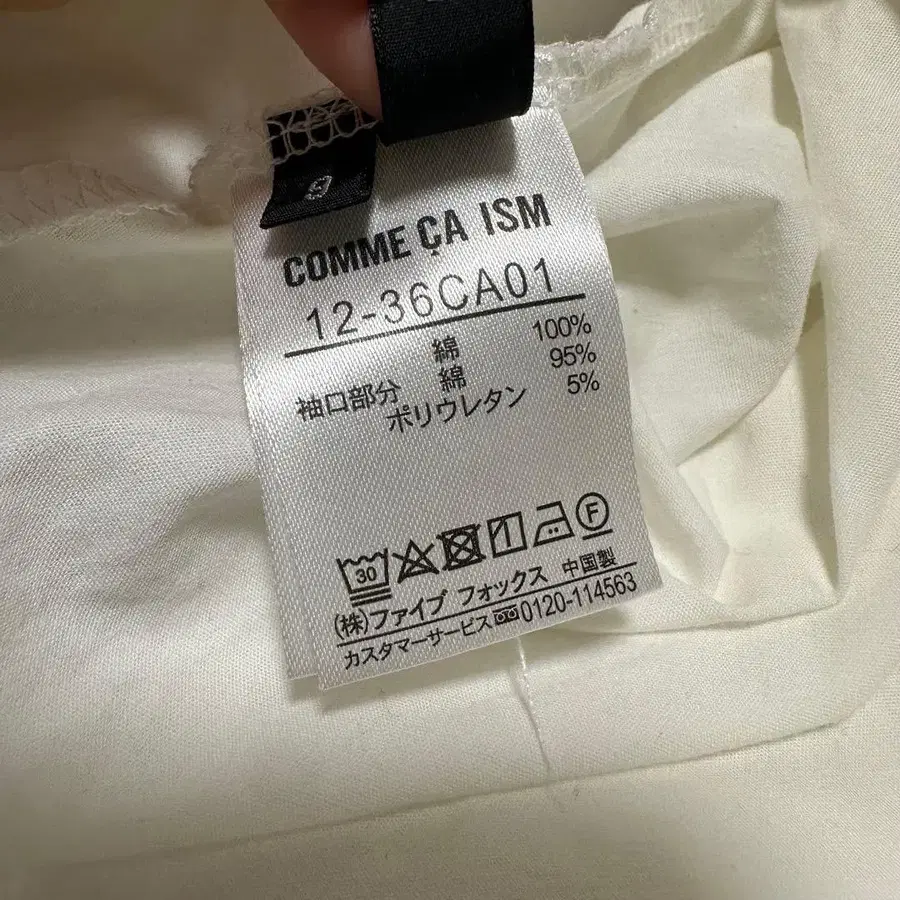 9
COMME ÇA ISM
12-36CA01
綿 100%
袖口部分 綿 95%
ポリウレタン 5%
30 F
(株)ファイブ フォックス 中国製
カスタマーサービス 0120-114563